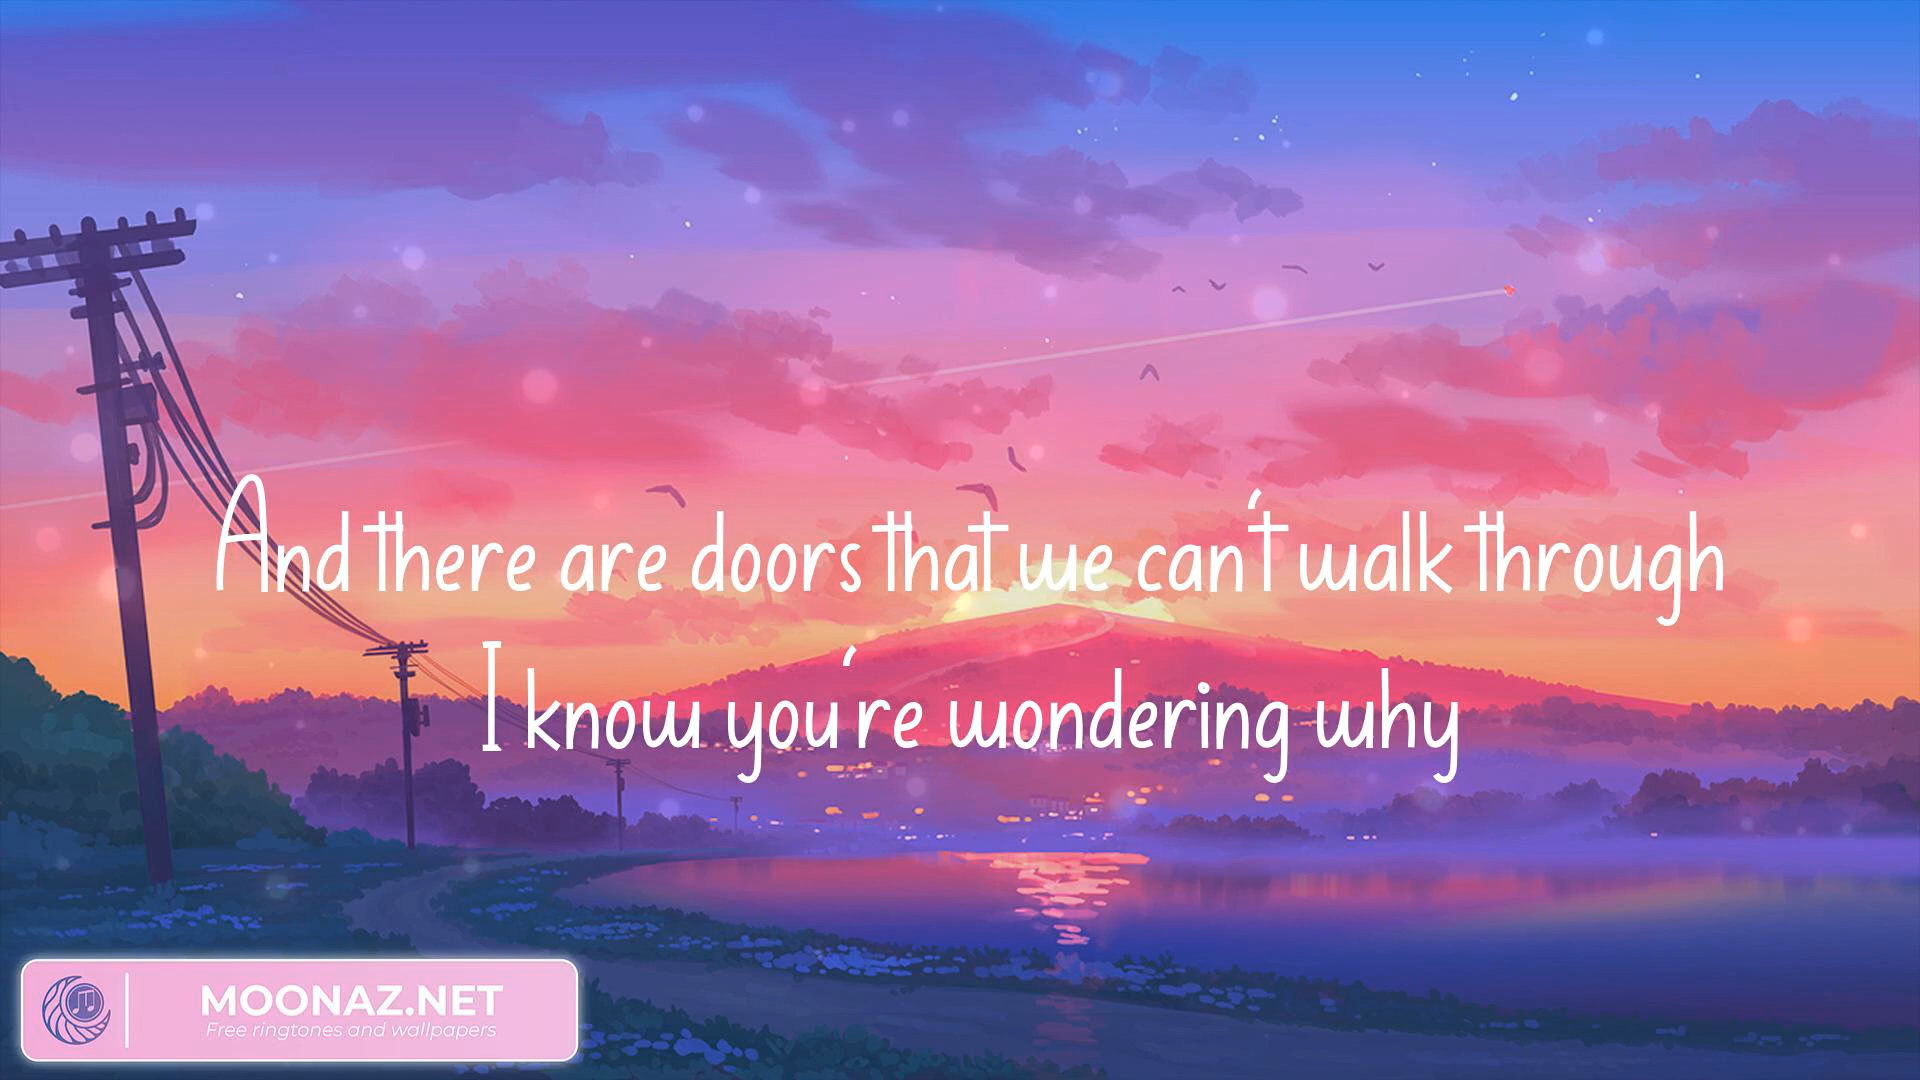 And there are doors that we can't walk through
I know you're wondering why
MOONAZ.NET
Free ringtones and wallpapers